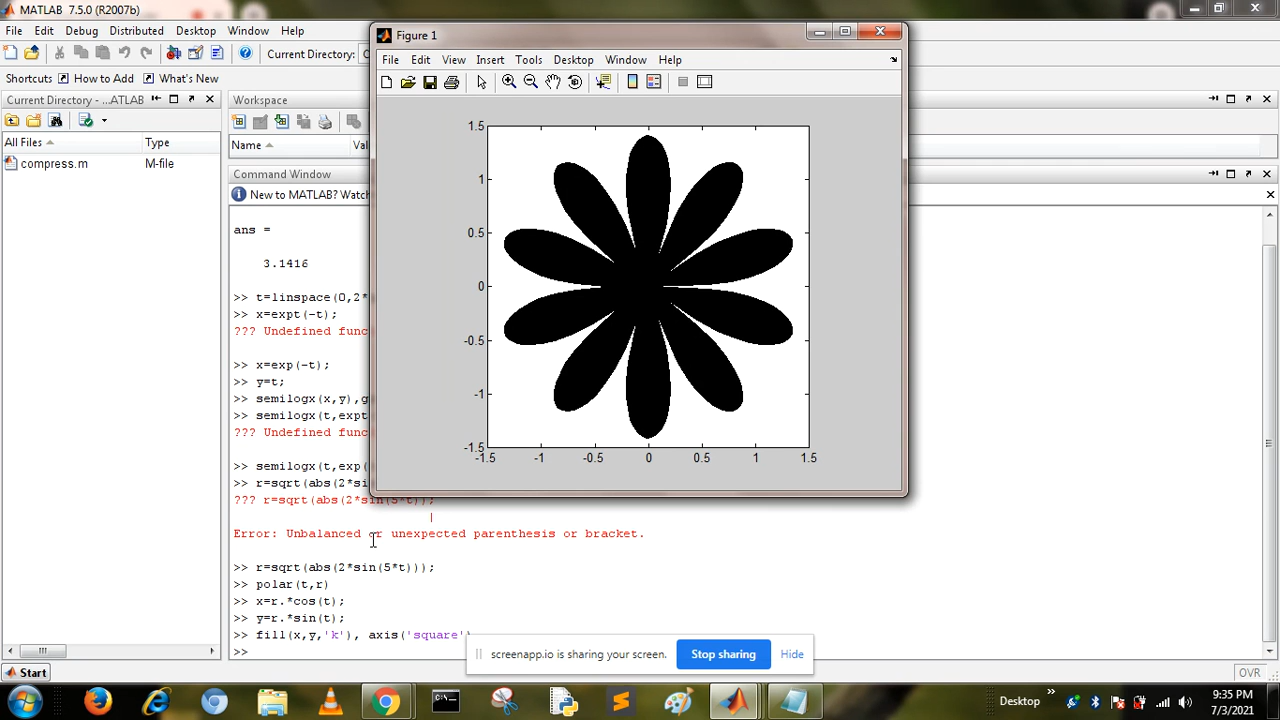 MATLAB 7.5.0 (R2007b)
File Edit Debug Distributed Desktop Window Help
Current Directory:
Shortcuts How to Add What's New
Current Directory - ...ATLAB
All Files Type
compress.m M-file
Workspace
Name
Command Window
New to MATLAB? Watch
ans =
3.1416
>> t=linspace(0,2*
>> x=expt(-t);
??? Undefined func
>> x=exp(-t);
>> y=t;
>> semilogx(x,y),g
>> semilogx(t,expt
??? Undefined func
>> semilogx(t,exp(
>> r=sqrt(abs(2*si
??? r=sqrt(abs(2*sin(5*t));
|
Error: Unbalanced or unexpected parenthesis or bracket.
>> r=sqrt(abs(2*sin(5*t)));
>> polar(t,r)
>> x=r.*cos(t);
>> y=r.*sin(t);
>> fill(x,y,'k'), axis('square')
>>
Figure 1
File Edit View Insert Tools Desktop Window Help
1.5
1
0.5
0
-0.5
-1
-1.5
-1.5 -1 -0.5 0 0.5 1 1.5
screenapp.io is sharing your screen. Stop sharing Hide
Start
OVR
Desktop
9:35 PM
7/3/2021